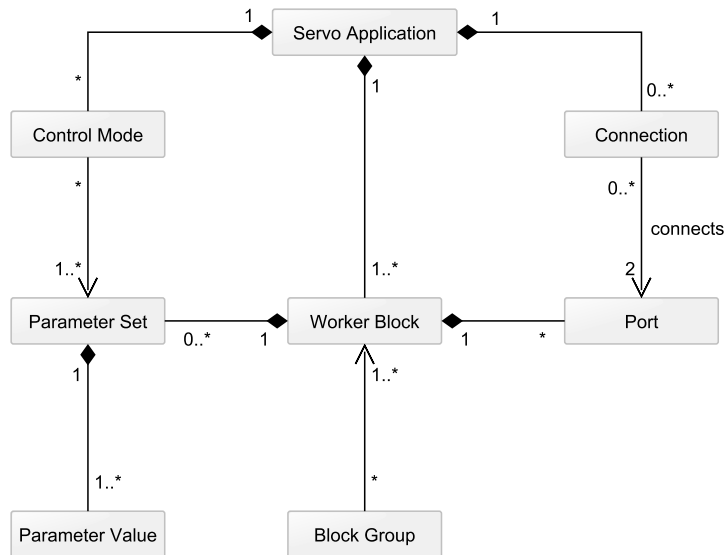 1
Servo Application
1
*
1
0..*
Control Mode
Connection
*
0..*
connects
1..*
1..*
2
Parameter Set
Worker Block
Port
0..*
1
1
*
1
1..*
1..*
*
Parameter Value
Block Group